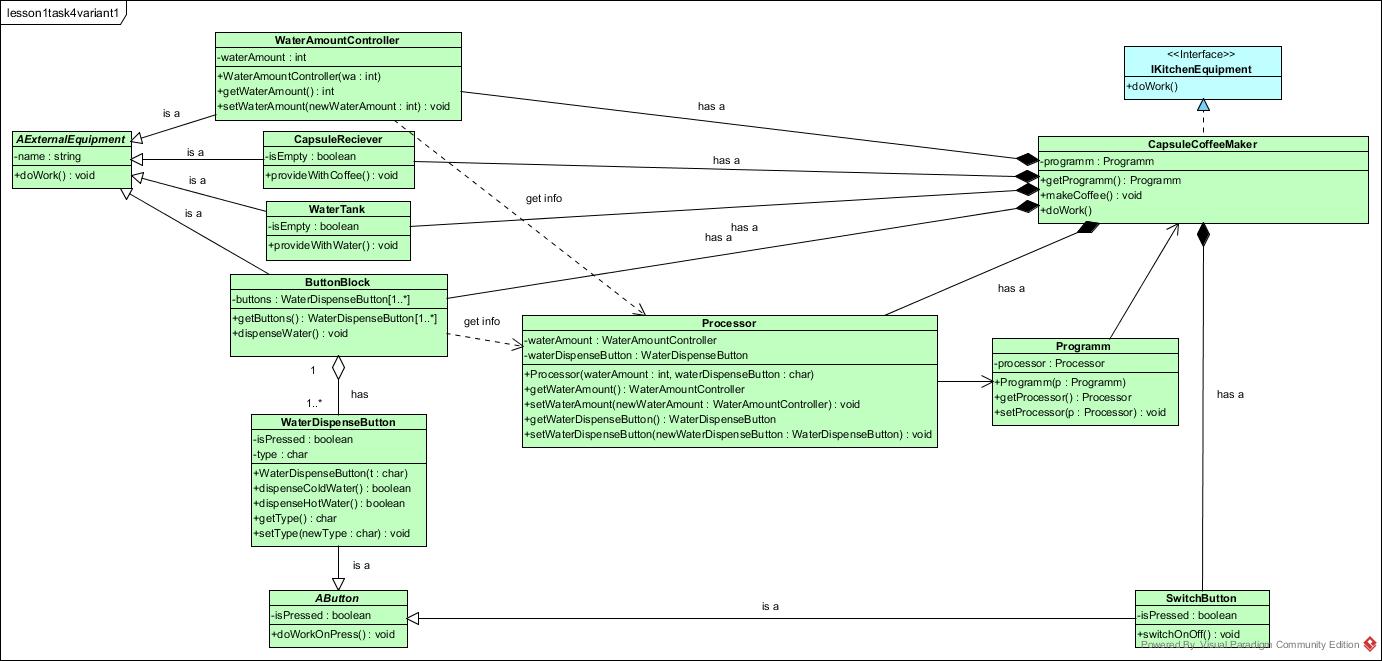 lesson1task4variant1
WaterAmountController
-waterAmount : int
+WaterAmountController(wa : int)
+getWaterAmount() : int
+setWaterAmount(newWaterAmount : int) : void
<<Interface>>
IKitchenEquipment
+doWork()
is a
has a
AExternalEquipment
-name : string
+doWork() : void
CapsuleReciever
-isEmpty : boolean
+provideWithCoffee() : void
is a
has a
CapsuleCoffeeMaker
-programm : Programm
+getProgramm() : Programm
+makeCoffee() : void
+doWork()
is a
get info
WaterTank
-isEmpty : boolean
+provideWithWater() : void
is a
has a
has a
ButtonBlock
-buttons : WaterDispenseButton[1..*]
+getButtons() : WaterDispenseButton[1..*]
+dispenseWater() : void
has a
get info
Processor
-waterAmount : WaterAmountController
-waterDispenseButton : WaterDispenseButton
+Processor(waterAmount : int, waterDispenseButton : char)
+getWaterAmount() : WaterAmountController
+setWaterAmount(newWaterAmount : WaterAmountController) : void
+getWaterDispenseButton() : WaterDispenseButton
+setWaterDispenseButton(newWaterDispenseButton : WaterDispenseButton) : void
Programm
-processor : Processor
+Programm(p : Programm)
+getProcessor() : Processor
+setProcessor(p : Processor) : void
1
has
1..*
has a
WaterDispenseButton
-isPressed : boolean
-type : char
+WaterDispenseButton(t : char)
+dispenseColdWater() : boolean
+dispenseHotWater() : boolean
+getType() : char
+setType(newType : char) : void
is a
AButton
-isPressed : boolean
+doWorkOnPress() : void
is a
SwitchButton
-isPressed : boolean
+switchOnOff() : void
Powered By Visual Paradigm Community Edition